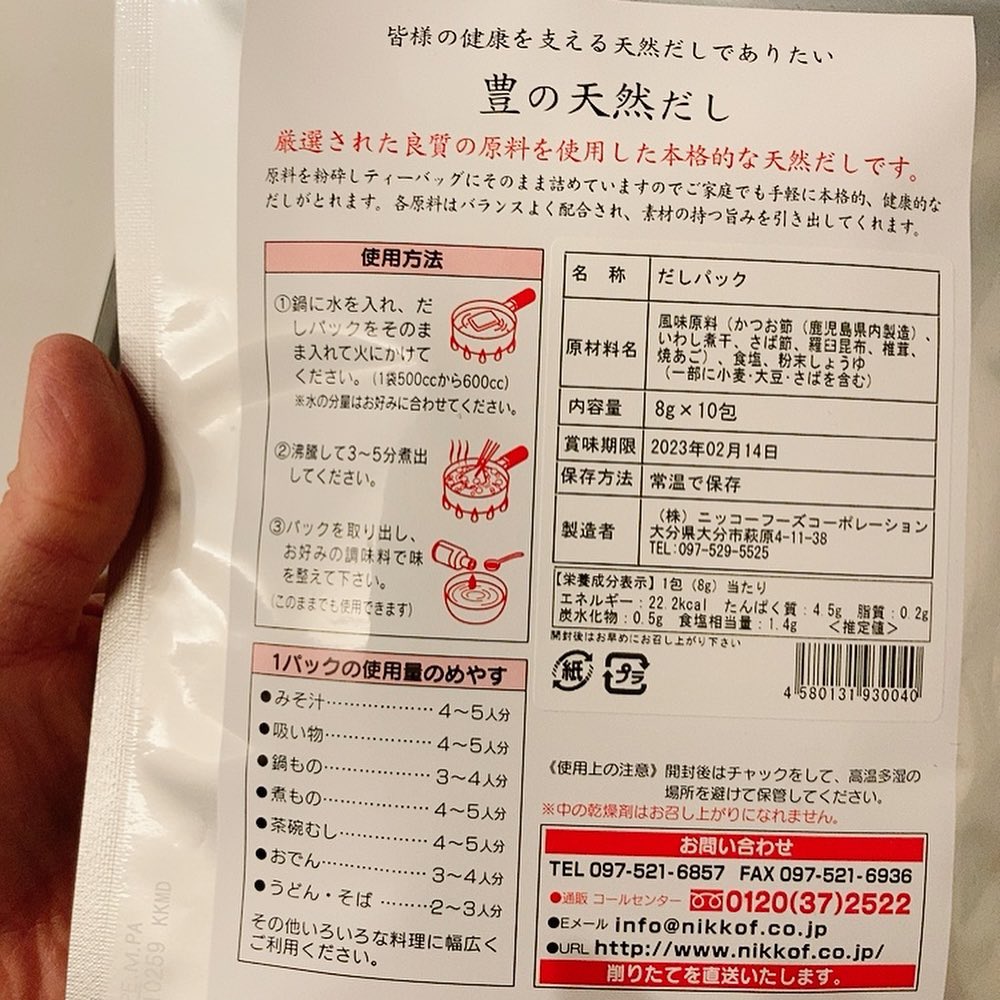 皆様の健康を支える天然だしでありたい
豊の天然だし
厳選された良質の原料を使用した本格的な天然だしです。
原料を粉砕しティーバッグにそのまま詰めていますのでご家庭でも手軽に本格的、健康的な
だしがとれます。各原料はバランスよく配合され、素材の持つ旨みを引き出してくれます。
使用方法
①鍋に水を入れ、だ
しパックをそのま
ま入れて火にかけて
ください。(1袋500ccから600cc)
※水の分量はお好みに合わせてください。
②沸騰して3〜5分煮出
してください。
③パックを取り出し、
お好みの調味料で味
を整えて下さい。
(このままでも使用できます)
1パックの使用量のめやす
●みそ汁……………… 4〜5人分
●吸い物……………… 4〜5人分
●鍋もの……………… 3〜4人分
●煮もの……………… 4〜5人分
●茶碗むし…………… 4〜5人分
●おでん……………… 3〜4人分
●うどん・そば ……… 2〜3人分
その他いろいろな料理に幅広く
ご利用ください。
名 称 だしパック
原材料名 風味原料(かつお節(鹿児島県内製造)、
いわし煮干、さば節、羅臼昆布、椎茸、
焼あご)、食塩、粉末しょうゆ
(一部に小麦・大豆・さばを含む)
内容量 8g×10包
賞味期限 2023年02月14日
保存方法 常温で保存
製造者 (株)ニッコーフーズコーポレーション
大分県大分市萩原4-11-38
TEL:097-529-5525
【栄養成分表示】1包(8g)当たり
エネルギー:22.2kcal たんぱく質:4.5g 脂質:0.2g
炭水化物:0.5g 食塩相当量:1.4g <推定値>
開封後はお早めにお召し上がり下さい
紙 プラ
4 580131 930040
《使用上の注意》開封後はチャックをして、高温多湿の
場所を避けて保管してください。
※中の乾燥剤はお召し上がりになれません。
お問い合わせ
TEL 097-521-6857 FAX 097-521-6936
●通販 コールセンター 0120(37)2522
●Eメール info@nikkof.co.jp
●URL http://www.nikkof.co.jp/
削りたてを直送いたします。
0259 KKMD